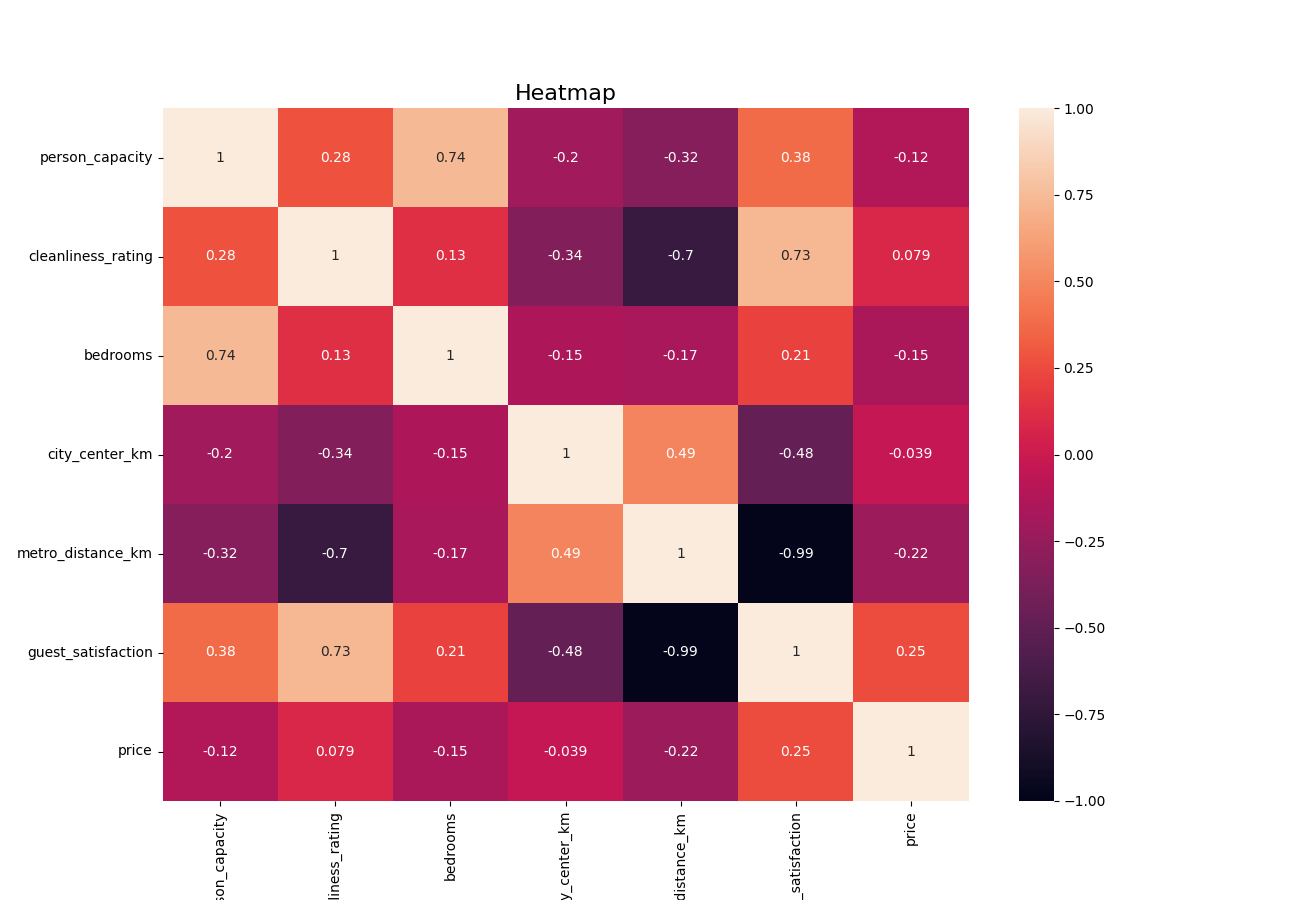 Heatmap
person_capacity 1 0.28 0.74 -0.2 -0.32 0.38 -0.12
cleanliness_rating 0.28 1 0.13 -0.34 -0.7 0.73 0.079
bedrooms 0.74 0.13 1 -0.15 -0.17 0.21 -0.15
city_center_km -0.2 -0.34 -0.15 1 0.49 -0.48 -0.039
metro_distance_km -0.32 -0.7 -0.17 0.49 1 -0.99 -0.22
guest_satisfaction 0.38 0.73 0.21 -0.48 -0.99 1 0.25
price -0.12 0.079 -0.15 -0.039 -0.22 0.25 1
son_capacity
liness_rating
bedrooms
y_center_km
distance_km
_satisfaction
price
1.00
0.75
0.50
0.25
0.00
−0.25
−0.50
−0.75
−1.00